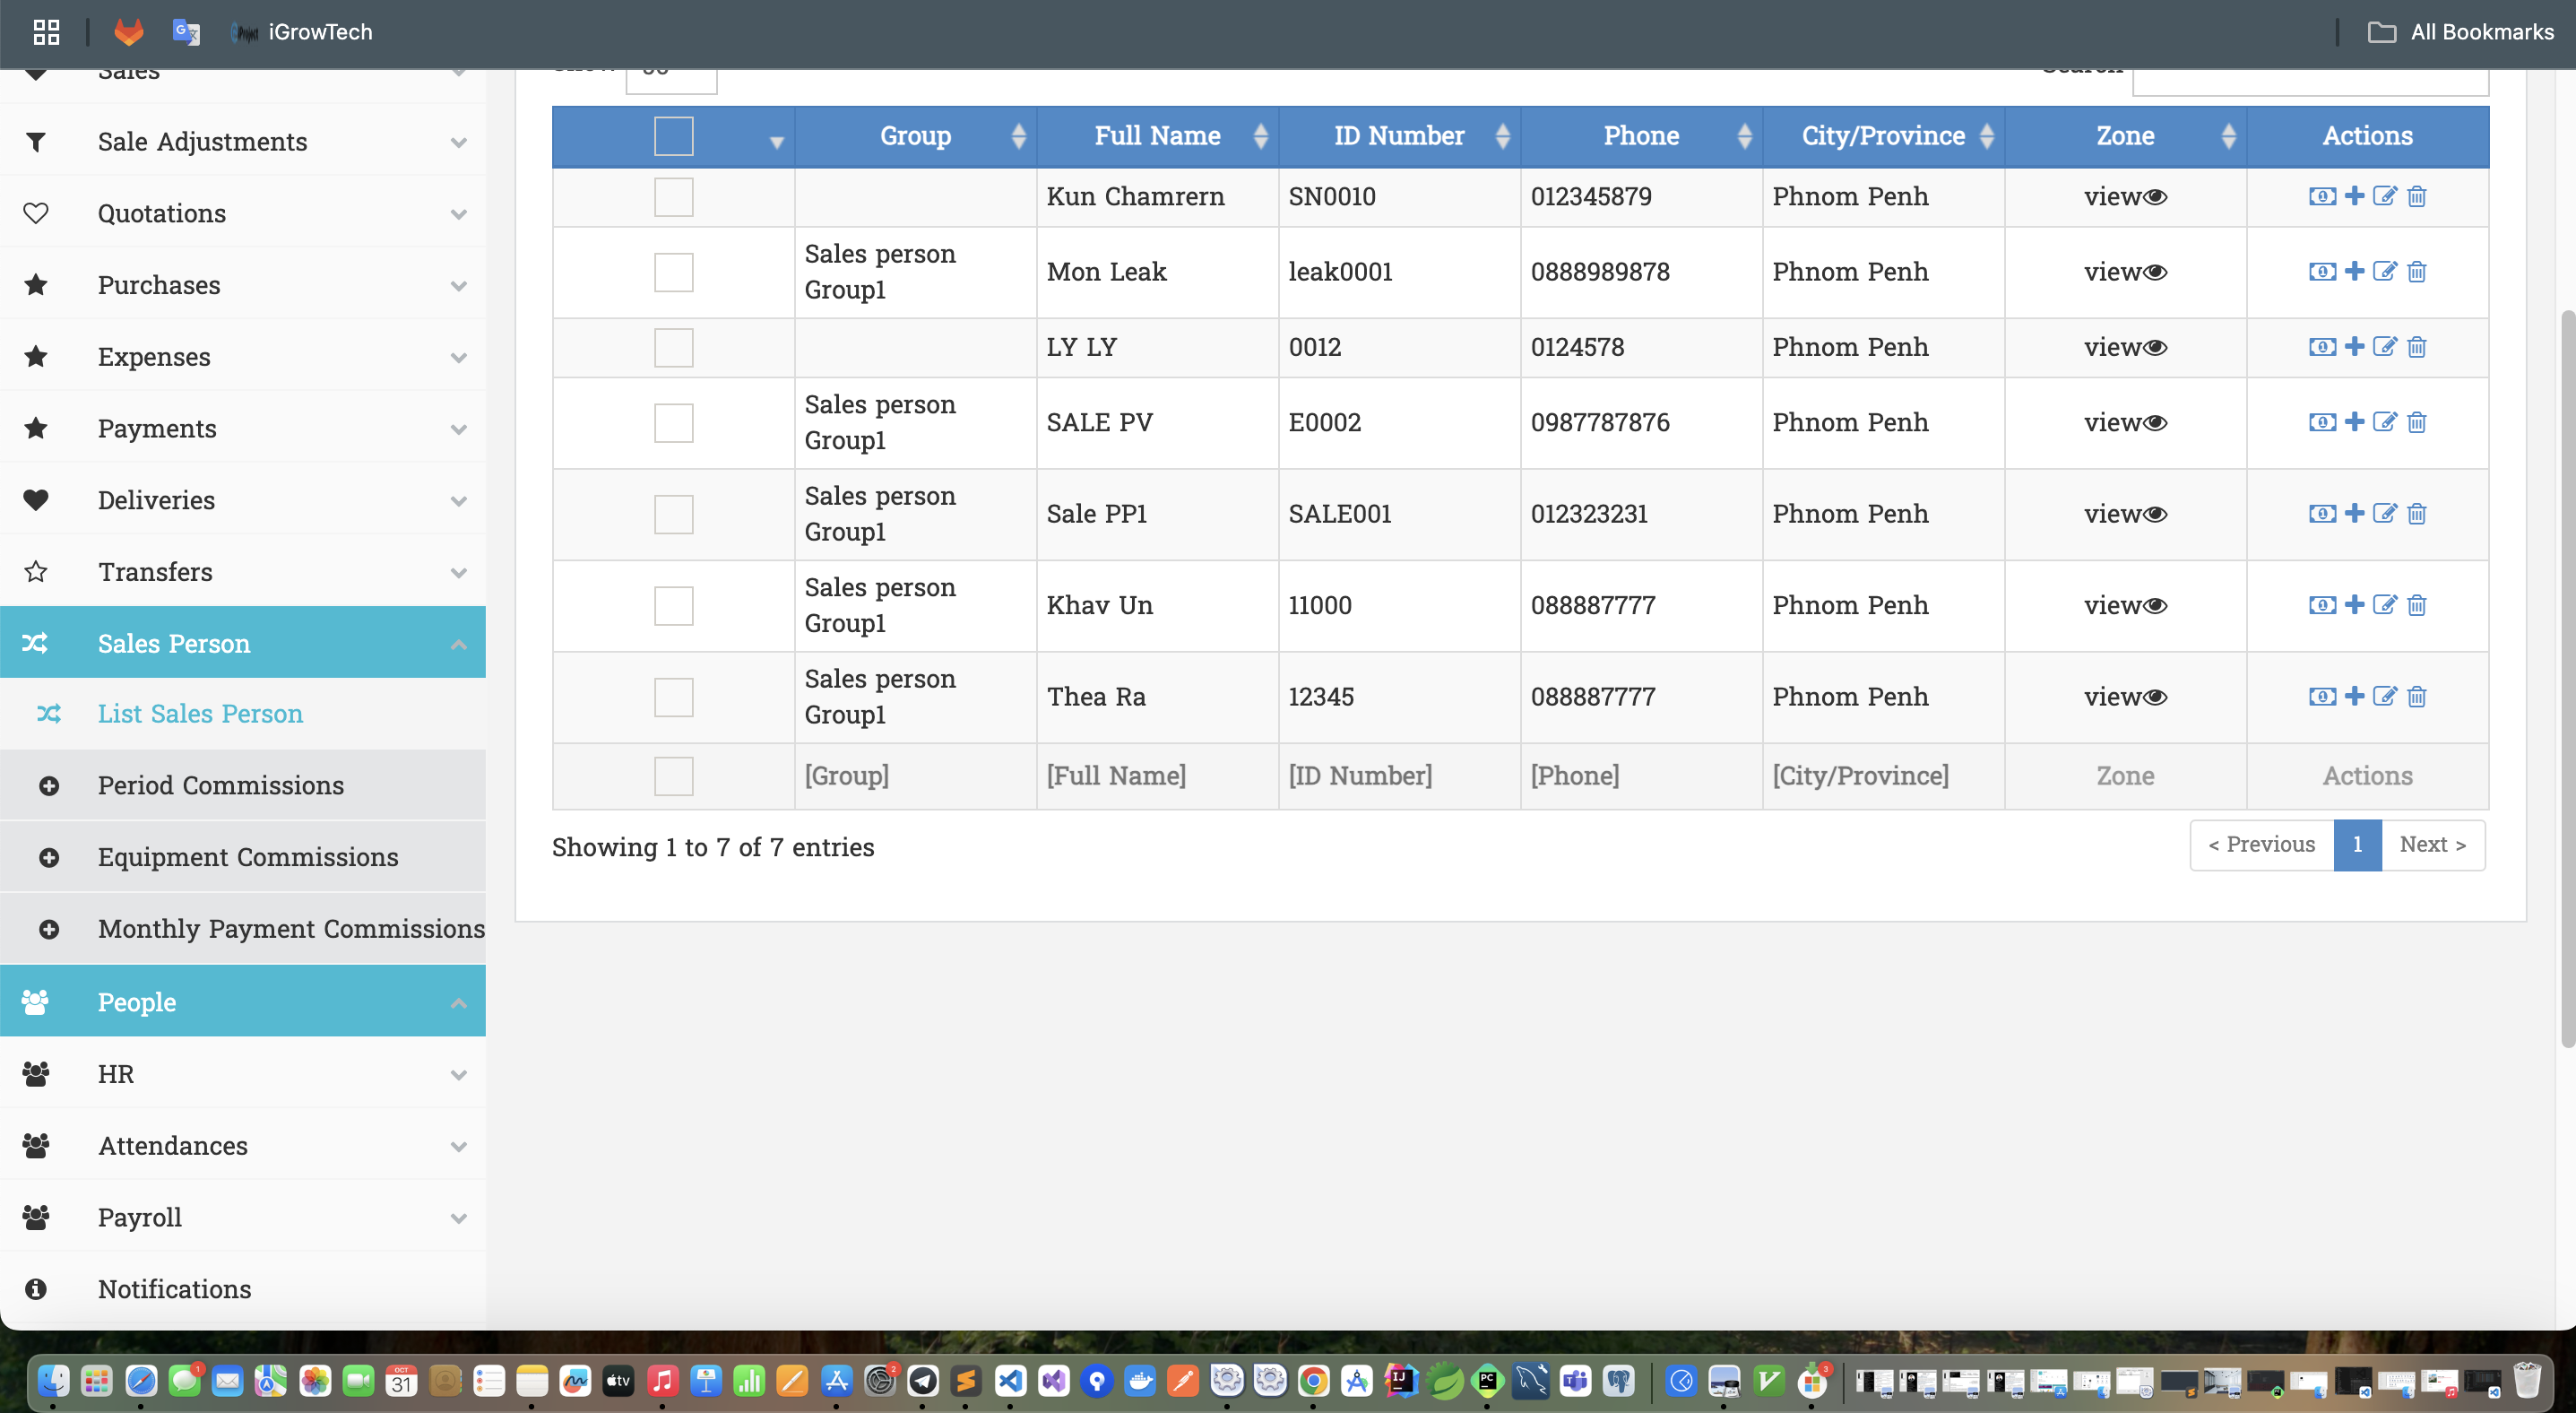 iGrowTech
All Bookmarks
Sales
Sale Adjustments
Quotations
Purchases
Expenses
Payments
Deliveries
Transfers
Sales Person
List Sales Person
Period Commissions
Equipment Commissions
Monthly Payment Commissions
People
HR
Attendances
Payroll
Notifications
Group Full Name ID Number Phone City/Province Zone Actions
Kun Chamrern SN0010 012345879 Phnom Penh view
Sales person
Group1 Mon Leak leak0001 0888989878 Phnom Penh view
LY LY 0012 0124578 Phnom Penh view
Sales person
Group1 SALE PV E0002 0987787876 Phnom Penh view
Sales person
Group1 Sale PP1 SALE001 012323231 Phnom Penh view
Sales person
Group1 Khav Un 11000 088887777 Phnom Penh view
Sales person
Group1 Thea Ra 12345 088887777 Phnom Penh view
[Group] [Full Name] [ID Number] [Phone] [City/Province] Zone Actions
Showing 1 to 7 of 7 entries
< Previous 1 Next >
OCT
31
tv
IJ
PC